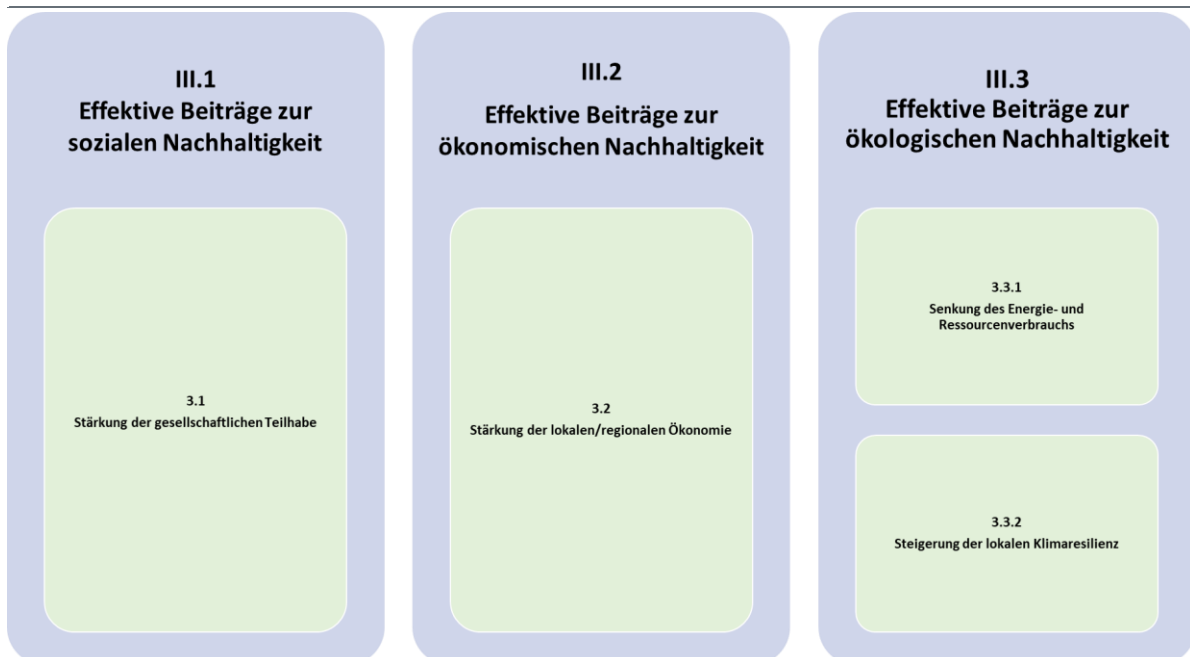 III.1
Effektive Beiträge zur
sozialen Nachhaltigkeit
3.1
Stärkung der gesellschaftlichen Teilhabe
III.2
Effektive Beiträge zur
ökonomischen Nachhaltigkeit
3.2
Stärkung der lokalen/regionalen Ökonomie
III.3
Effektive Beiträge zur
ökologischen Nachhaltigkeit
3.3.1
Senkung des Energie- und
Ressourcenverbrauchs
3.3.2
Steigerung der lokalen Klimaresilienz